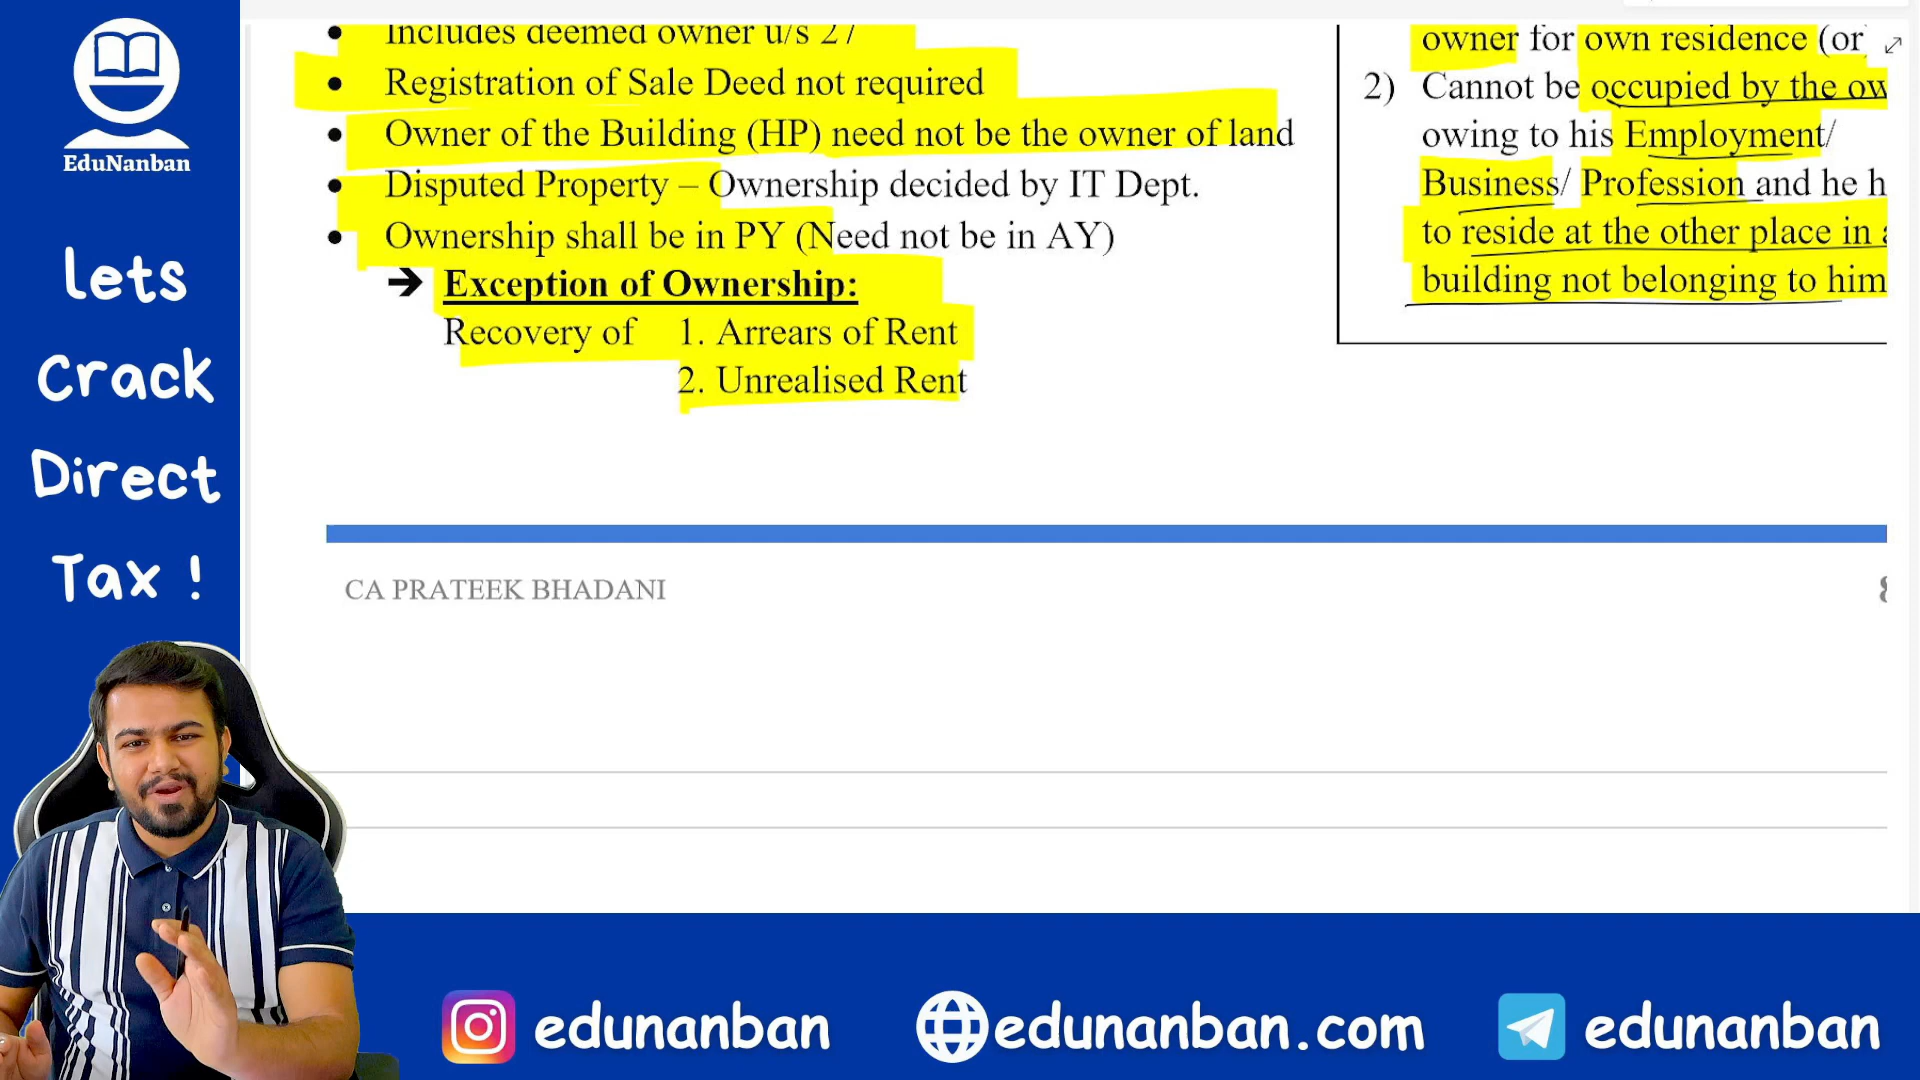 EduNanban
Lets
Crack
Direct
Tax !
• Includes deemed owner u/s 27
• Registration of Sale Deed not required
• Owner of the Building (HP) need not be the owner of land
• Disputed Property – Ownership decided by IT Dept.
• Ownership shall be in PY (Need not be in AY)
➔ Exception of Ownership:
Recovery of 1. Arrears of Rent
2. Unrealised Rent
owner for own residence (or
2) Cannot be occupied by the ow
owing to his Employment/
Business/ Profession and he h
to reside at the other place in a
building not belonging to him
CA PRATEEK BHADANI
edunanban
edunanban.com
edunanban